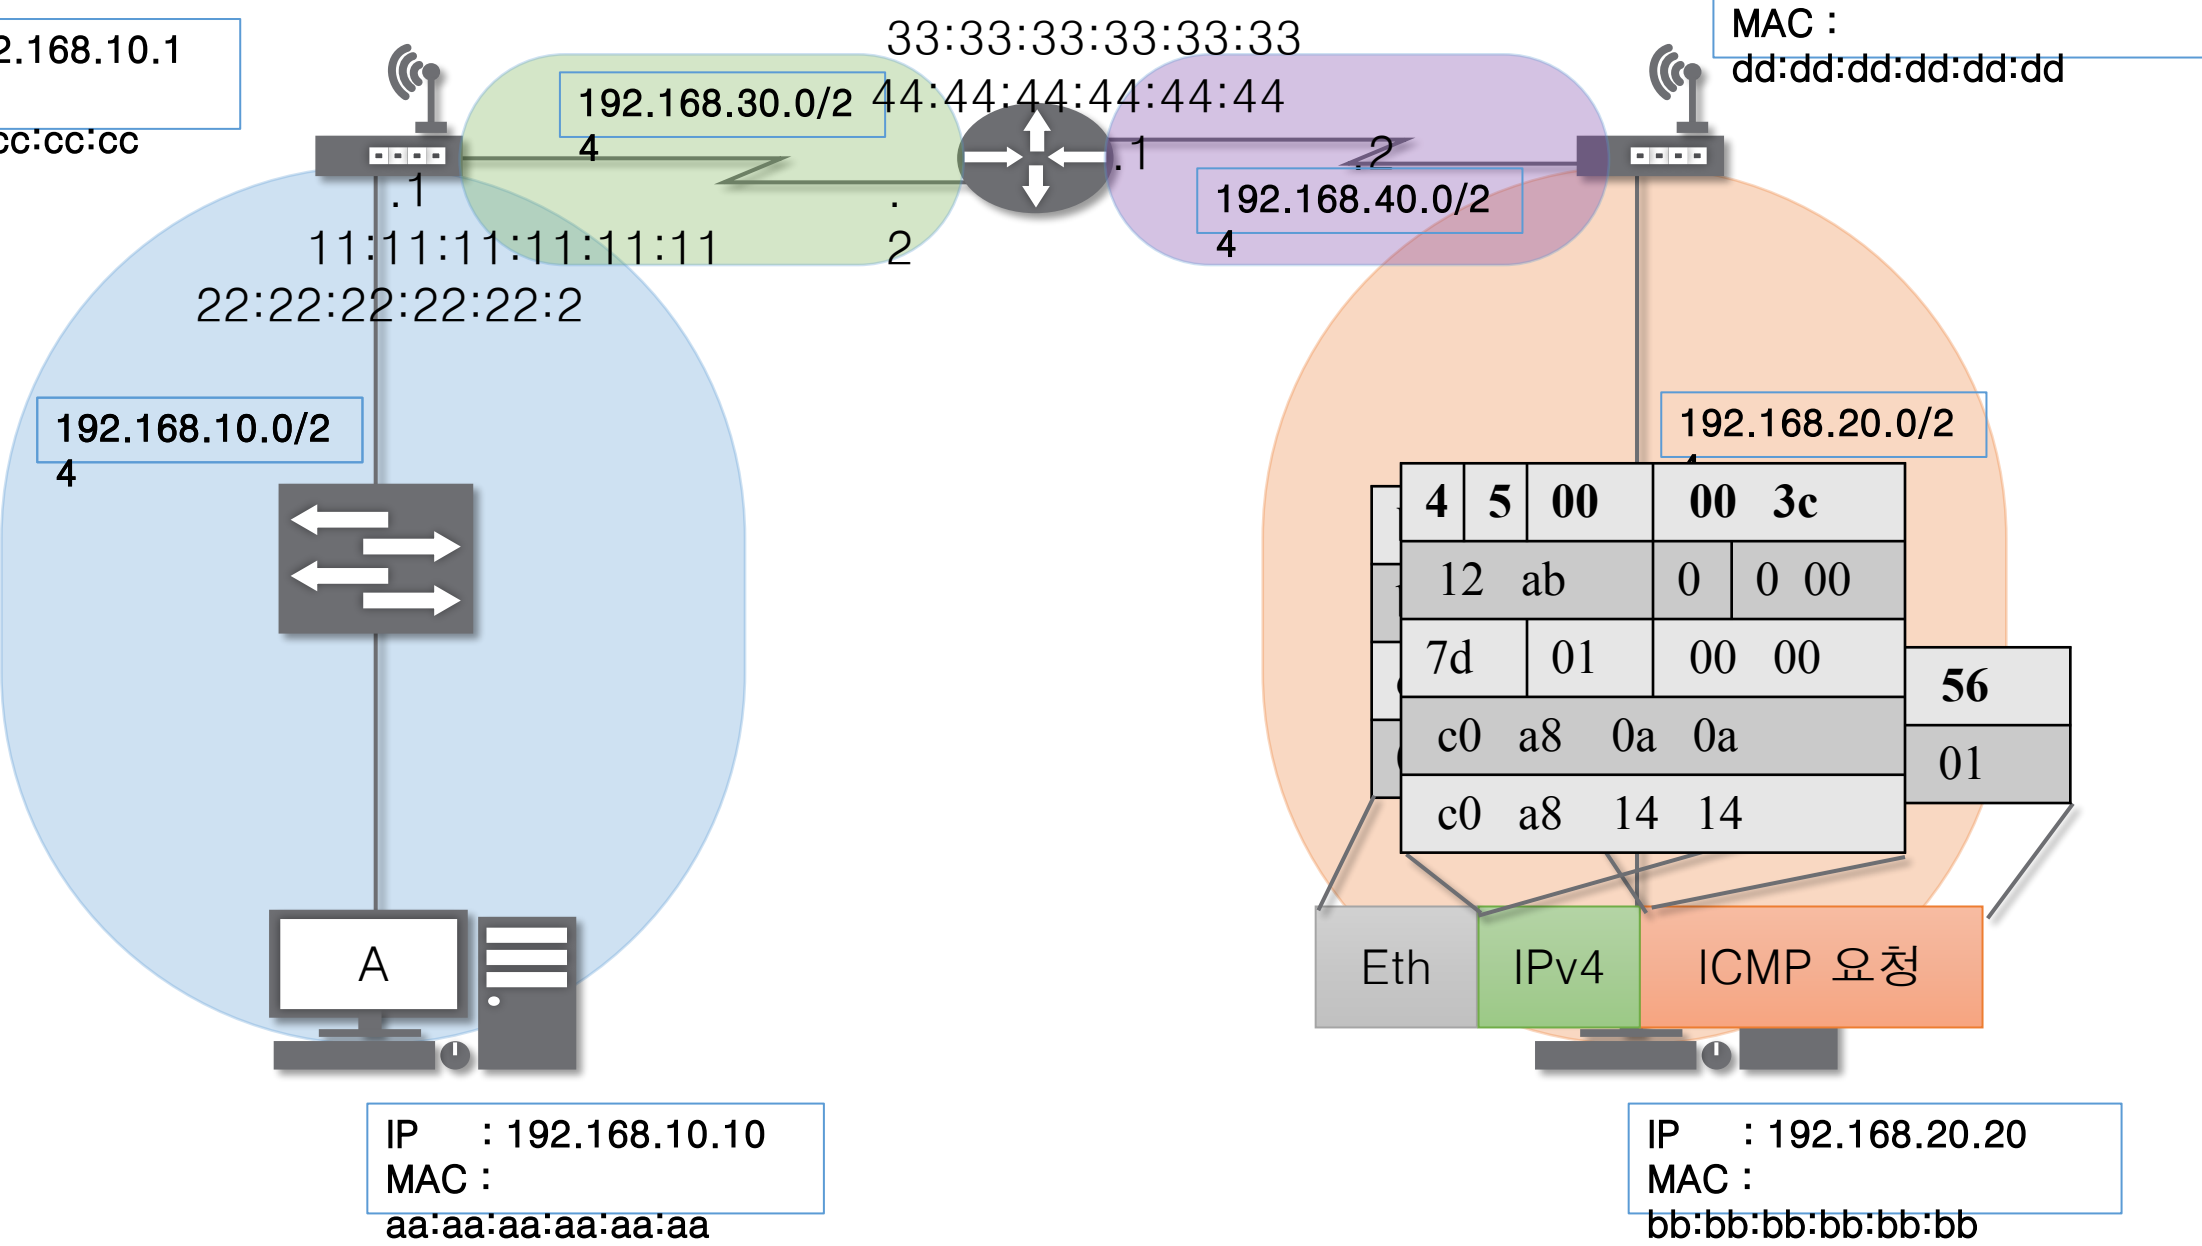 2.168.10.1
cc:cc:cc
33:33:33:33:33:33
44:44:44:44:44:44
MAC :
dd:dd:dd:dd:dd:dd
192.168.30.0/2
4
.1
.
2
.1
.2
192.168.40.0/2
4
11:11:11:11:11:11
22:22:22:22:22:2
192.168.10.0/2
4
192.168.20.0/2
4 5 00 00 3c
12 ab 0 0 00
7d 01 00 00
c0 a8 0a 0a
c0 a8 14 14
56
01
A
Eth IPv4 ICMP 요청
IP : 192.168.10.10
MAC :
aa:aa:aa:aa:aa:aa
IP : 192.168.20.20
MAC :
bb:bb:bb:bb:bb:bb